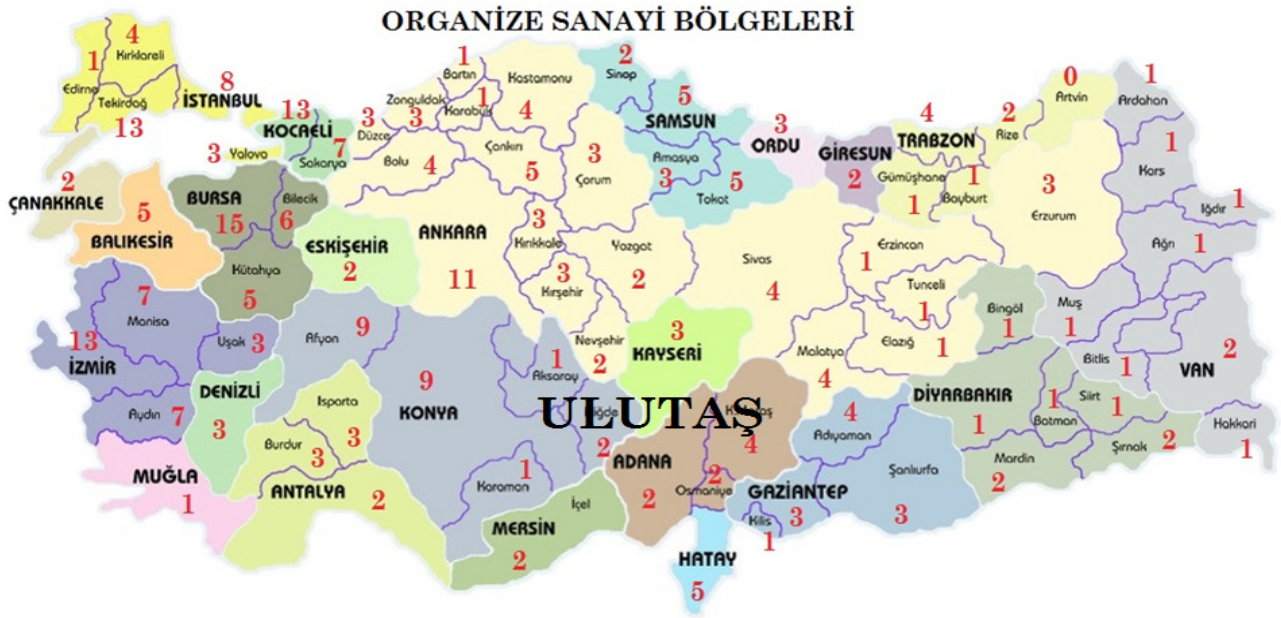 ORGANİZE SANAYİ BÖLGELERİ
4
Kırklareli
1
Edirne
Tekirdağ
13
8
İSTANBUL
13
KOCAELİ
7
Sakarya
3
Yalova
3
Düzce
Zonguldak
3
1
Bartın
1
Karabük
Kastamonu
4
2
Sinop
5
SAMSUN
3
ORDU
GİRESUN
2
4
TRABZON
2
Rize
0
Artvin
1
Ardahan
1
Kars
Iğdır 1
Ağrı 1
3
Erzurum
Gümüşhane
1
1
Bayburt
Bolu
4
Çankırı
5
3
Çorum
Amasya
3
5
Tokat
2
ÇANAKKALE
5
BALIKESİR
BURSA
15
Bilecik
6
Kütahya
5
ESKİŞEHİR
2
ANKARA
11
3
Kırıkkale
3
Kırşehir
Yozgat
2
Sivas
4
Erzincan
1
Tunceli
1
Elazığ 1
Bingöl
1
Muş
1
Bitlis 1
2
VAN
Hakkari
1
7
Manisa
13
İZMİR
Uşak 3
Afyon 9
Aydın 7
DENİZLİ
3
MUĞLA
1
Isparta
3
Burdur
3
ANTALYA
2
9
KONYA
1
Aksaray
Nevşehir
2
3
KAYSERİ
ULUTAŞ
2
1
Karaman
İçel
MERSİN
2
ADANA
2
4
2
Osmaniye
Malatya
4
4
Adıyaman
GAZİANTEP
3
Kilis
1
Şanlıurfa
3
HATAY
5
DİYARBAKIR
1
1
Batman
Siirt 1
Mardin
2
Şırnak 2